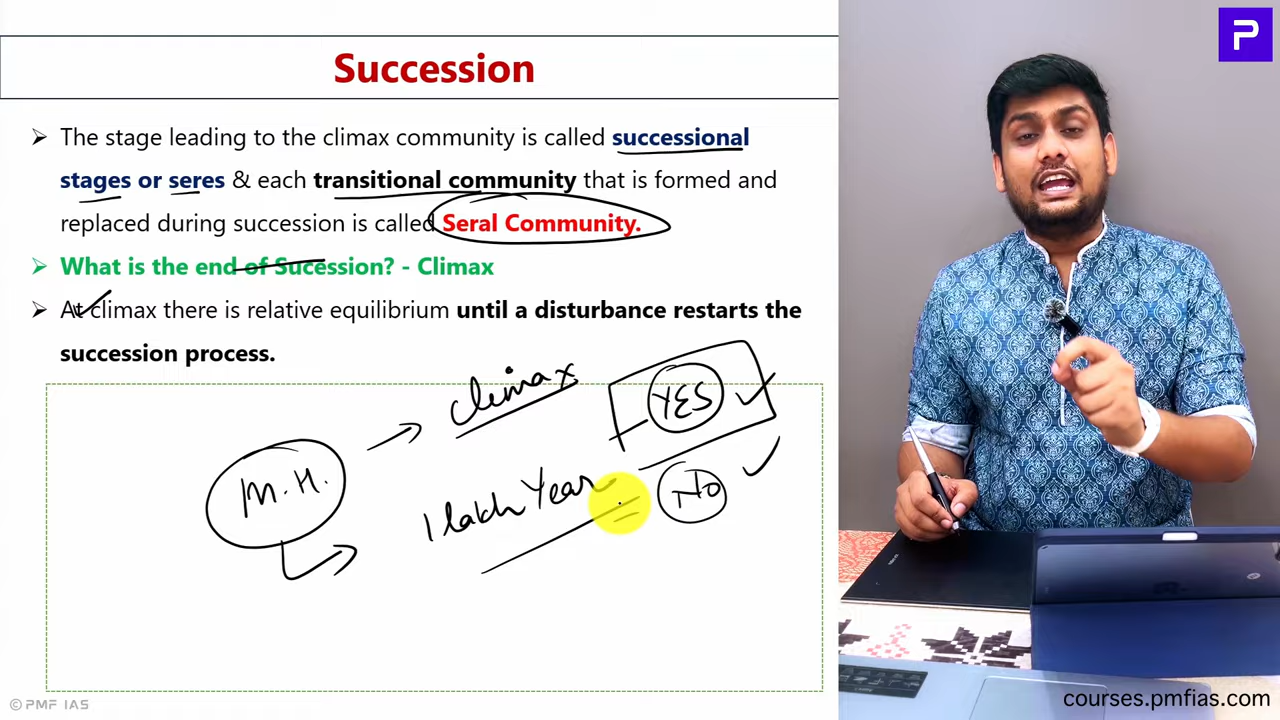 Succession
P
➤ The stage leading to the climax community is called successional
stages or seres & each transitional community that is formed and
replaced during succession is called Seral Community.
➤ What is the end of Sucession? - Climax
➤ At climax there is relative equilibrium until a disturbance restarts the
succession process.
climax
YES
M.H.
1 lakh Year
NO
© PMF IAS
courses.pmfias.com